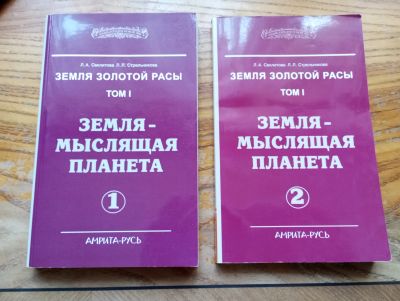 Л.А. Секлитова Л.Л. Стрельникова
ЗЕМЛЯ ЗОЛОТОЙ РАСЫ
ТОМ I
ЗЕМЛЯ -
МЫСЛЯЩАЯ
ПЛАНЕТА
1
АМРИТА-РУСЬ
Л.А. Секлитова Л.Л. Стрельникова
ЗЕМЛЯ ЗОЛОТОЙ РАСЫ
ТОМ I
ЗЕМЛЯ -
МЫСЛЯЩАЯ
ПЛАНЕТА
2
АМРИТА-РУСЬ